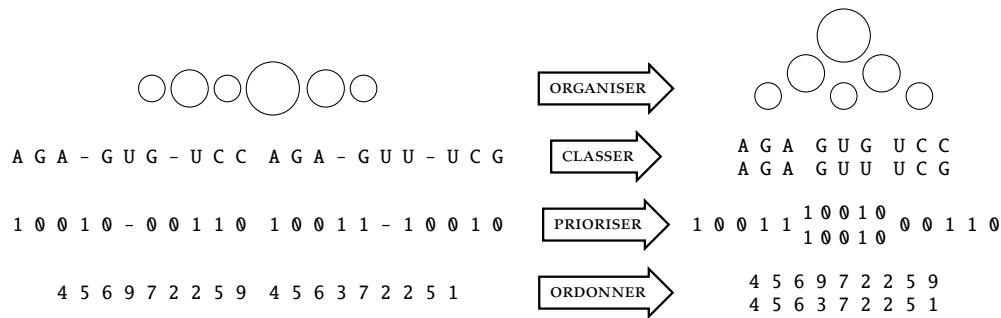 ORGANISER
A G A - G U G - U C C A G A - G U U - U C G
CLASSER
A G A G U G U C C
A G A G U U U C G
1 0 0 1 0 - 0 0 1 1 0 1 0 0 1 1 - 1 0 0 1 0
PRIORISER
1 0 0 1 0
1 0 0 1 1 0 0 1 1 0
1 0 0 1 0
4 5 6 9 7 2 2 5 9 4 5 6 3 7 2 2 5 1
ORDONNER
4 5 6 9 7 2 2 5 9
4 5 6 3 7 2 2 5 1